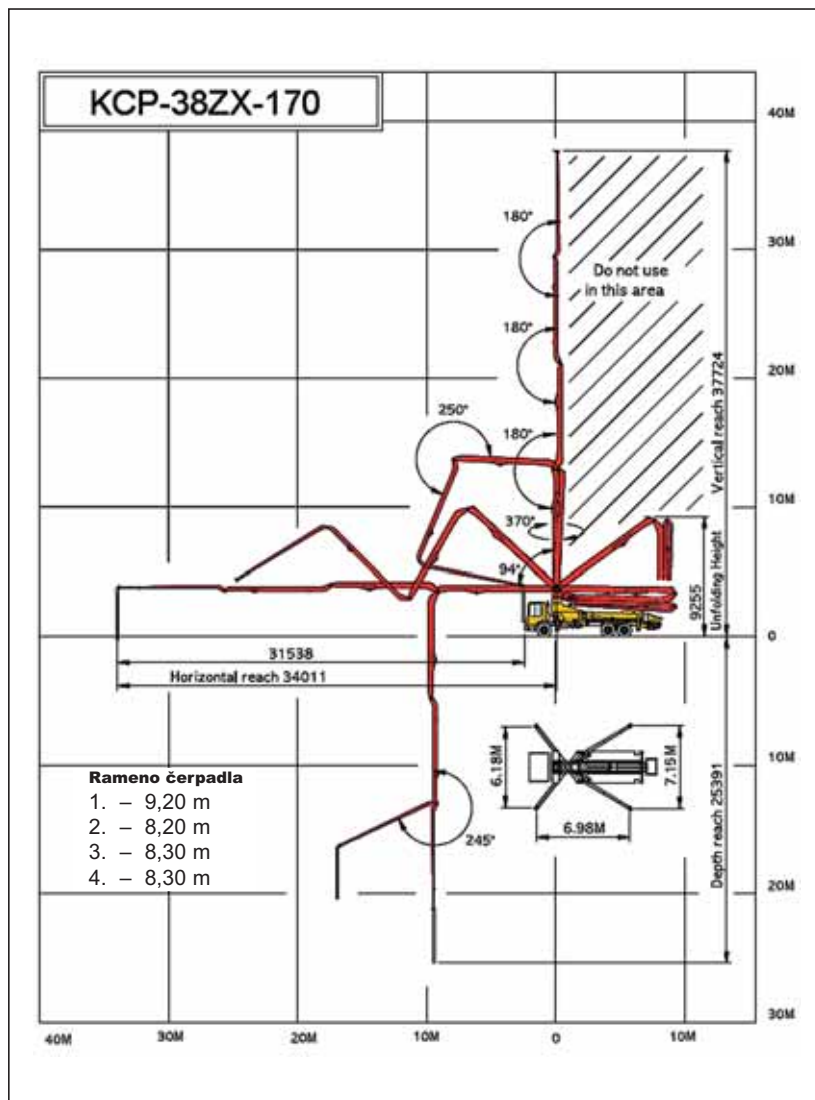 KCP-38ZX-170
40M
180°
30M
Do not use
in this area
180°
20M
Vertical reach 37724
250°
180°
10M
370°
94°
9255
Unfolding Height
0
31538
Horizontal reach 34011
6.18M
7.15M
10M
6.98M
Depth reach 25391
Rameno čerpadla
1. – 9,20 m
2. – 8,20 m
3. – 8,30 m
4. – 8,30 m
245°
20M
30M
40M
30M
20M
10M
0
10M